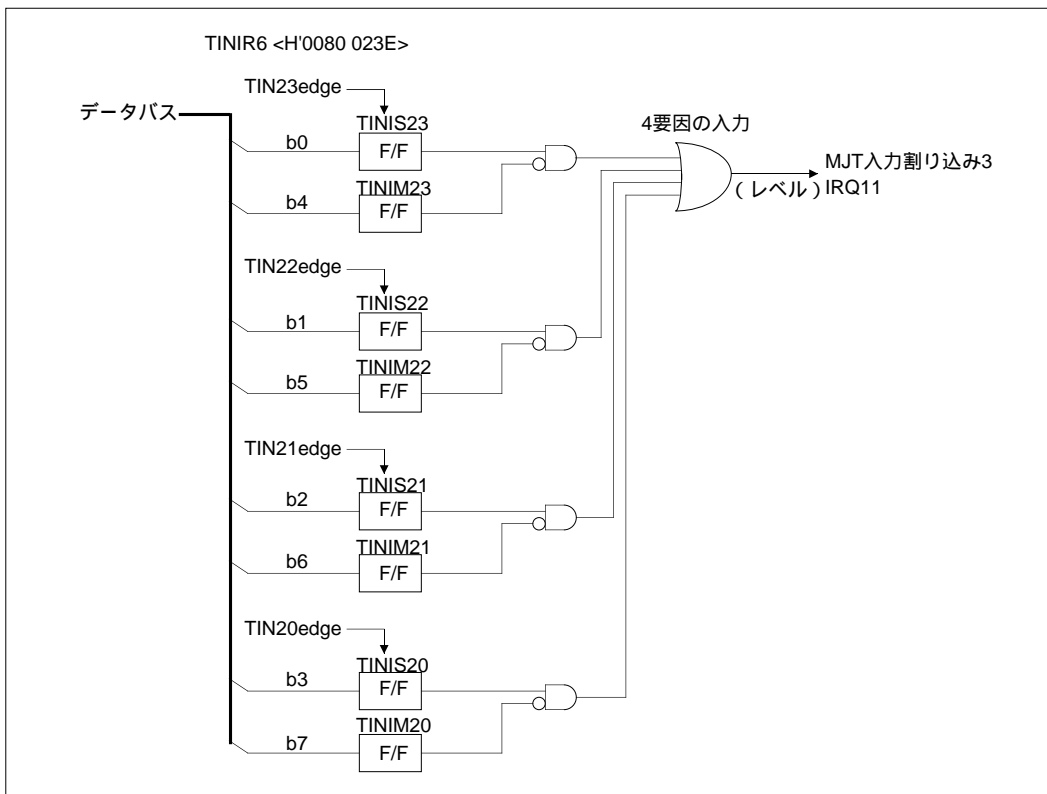 TINIR6 <H'0080 023E>
TIN23edge
データバス
TINIS23
4要因の入力
b0
F/F
MJT入力割り込み3
TINIM23
(レベル)
IRQ11
b4
F/F
TIN22edge
TINIS22
b1
F/F
TINIM22
b5
F/F
TIN21edge
TINIS21
b2
F/F
TINIM21
b6
F/F
TIN20edge
TINIS20
b3
F/F
TINIM20
b7
F/F